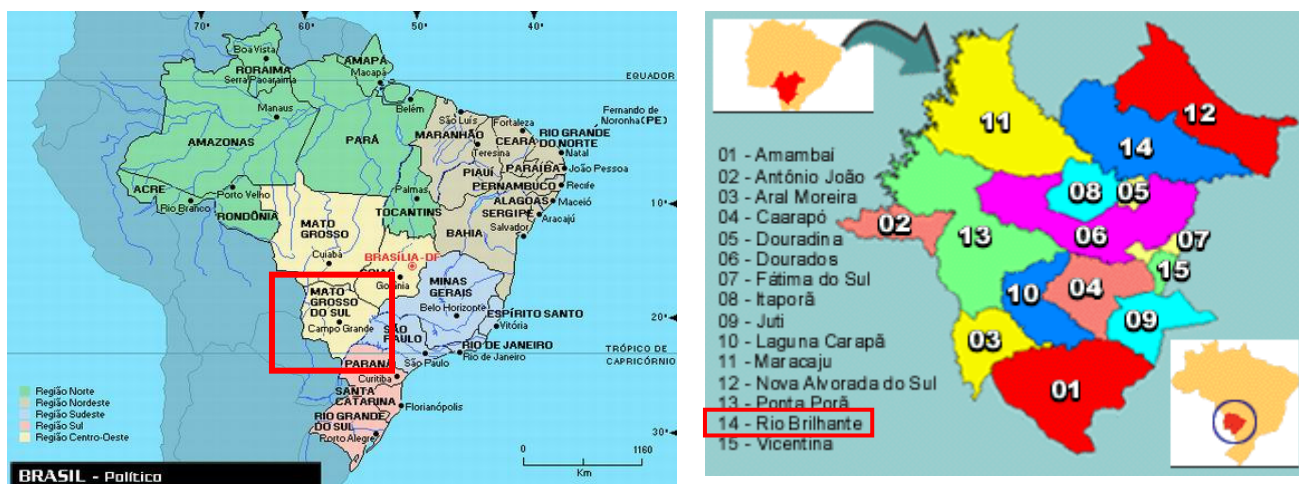 70°
60°
50°
40°
Boa Vista
RORAIMA
Serra Pacaraima
AMAPÁ
Macapá
EQUADOR
Belém
Manaus
São Luís
Fortaleza
Fernando de
Noronha(PE)
AMAZONAS
PARÁ
MARANHÃO
Teresina
CEARÁ
RIO GRANDE
DO NORTE
Natal
PIAUÍ
PARAÍBA
João Pessoa
ACRE
Porto Velho
Rio Branco
RONDÔNIA
Palmas
TOCANTINS
PERNAMBUCO
Recife
ALAGOAS
Maceió
SERGIPE
Aracajú
10°
MATO
GROSSO
Cuiabá
BAHIA
Salvador
BRASÍLIA-DF
GOIÁS
Goiânia
MATO
GROSSO
DO SUL
Campo Grande
MINAS
GERAIS
Belo Horizonte
ESPÍRITO SANTO
Vitória
20°
SÃO
PAULO
São Paulo
RIO DE JANEIRO
Rio de Janeiro
TRÓPICO DE
CAPRICÓRNIO
PARANÁ
Curitiba
SANTA
CATARINA
Florianópolis
RIO GRANDE
DO SUL
Porto Alegre
30°
Região Norte
Região Nordeste
Região Sudeste
Região Sul
Região Centro-Oeste
0
1160
Km
BRASIL - Político
01 - Amambaí
02 - Antônio João
03 - Aral Moreira
04 - Caarapó
05 - Douradina
06 - Dourados
07 - Fátima do Sul
08 - Itaporã
09 - Juti
10 - Laguna Carapã
11 - Maracaju
12 - Nova Alvorada do Sul
13 - Ponta Porã
14 - Rio Brilhante
15 - Vicentina
11
12
14
08
05
02
13
06
07
15
10
04
09
03
01